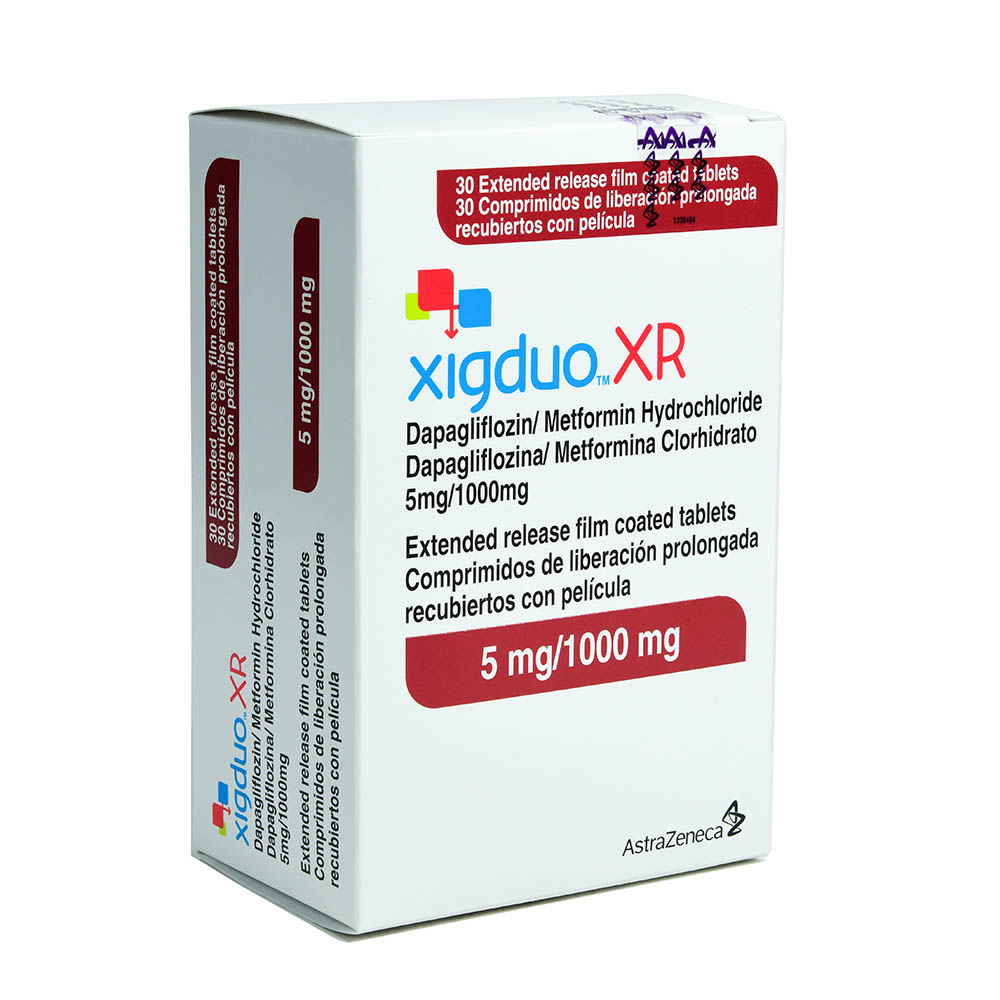 30 Extended release film coated tablets
30 Comprimidos de liberación prolongada
recubiertos con película
1338484
xigduo™ XR
Dapagliflozin/ Metformin Hydrochloride
Dapagliflozina/ Metformina Clorhidrato
5mg/1000mg
Extended release film coated tablets
Comprimidos de liberación prolongada
recubiertos con película
5 mg/1000 mg
AstraZeneca
30 Extended release film coated tablets
30 Comprimidos de liberación prolongada
recubiertos con película
5 mg/1000 mg
xigduo™ XR
Dapagliflozin/ Metformin Hydrochloride
Dapagliflozina/ Metformina Clorhidrato
5mg/1000mg
Extended release film coated tablets
Comprimidos de liberación prolongada
recubiertos con película